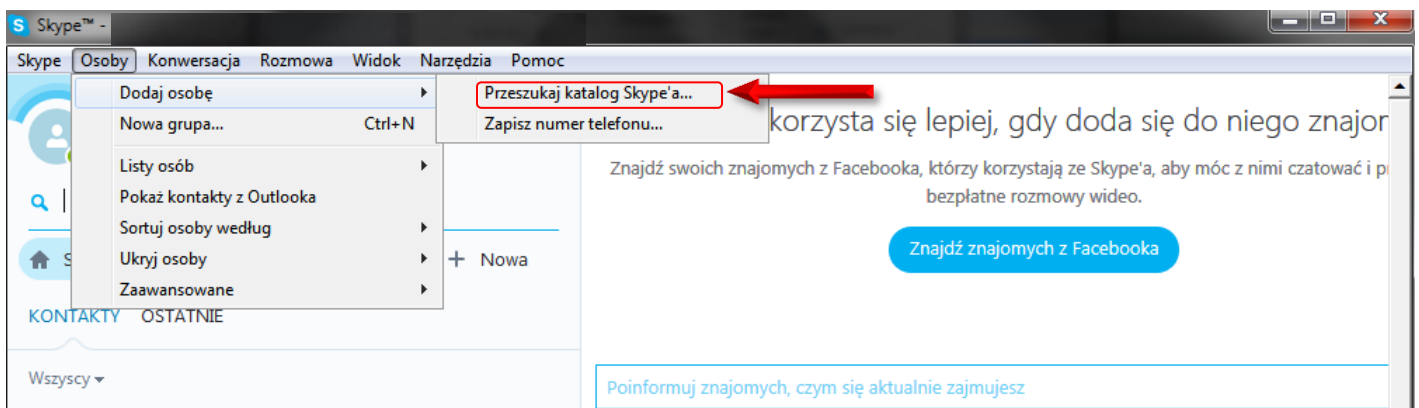 Skype™ -
Skype Osoby Konwersacja Rozmowa Widok Narzędzia Pomoc
Dodaj osobę
Nowa grupa... Ctrl+N
Listy osób
Pokaż kontakty z Outlooka
Sortuj osoby według
Ukryj osoby
Zaawansowane
Przeszukaj katalog Skype'a...
Zapisz numer telefonu...
S
+ Nowa
KONTAKTY OSTATNIE
Wszyscy
korzysta się lepiej, gdy doda się do niego znajor
Znajdź swoich znajomych z Facebooka, którzy korzystają ze Skype'a, aby móc z nimi czatować i p
bezpłatne rozmowy wideo.
Znajdź znajomych z Facebooka
Poinformuj znajomych, czym się aktualnie zajmujesz